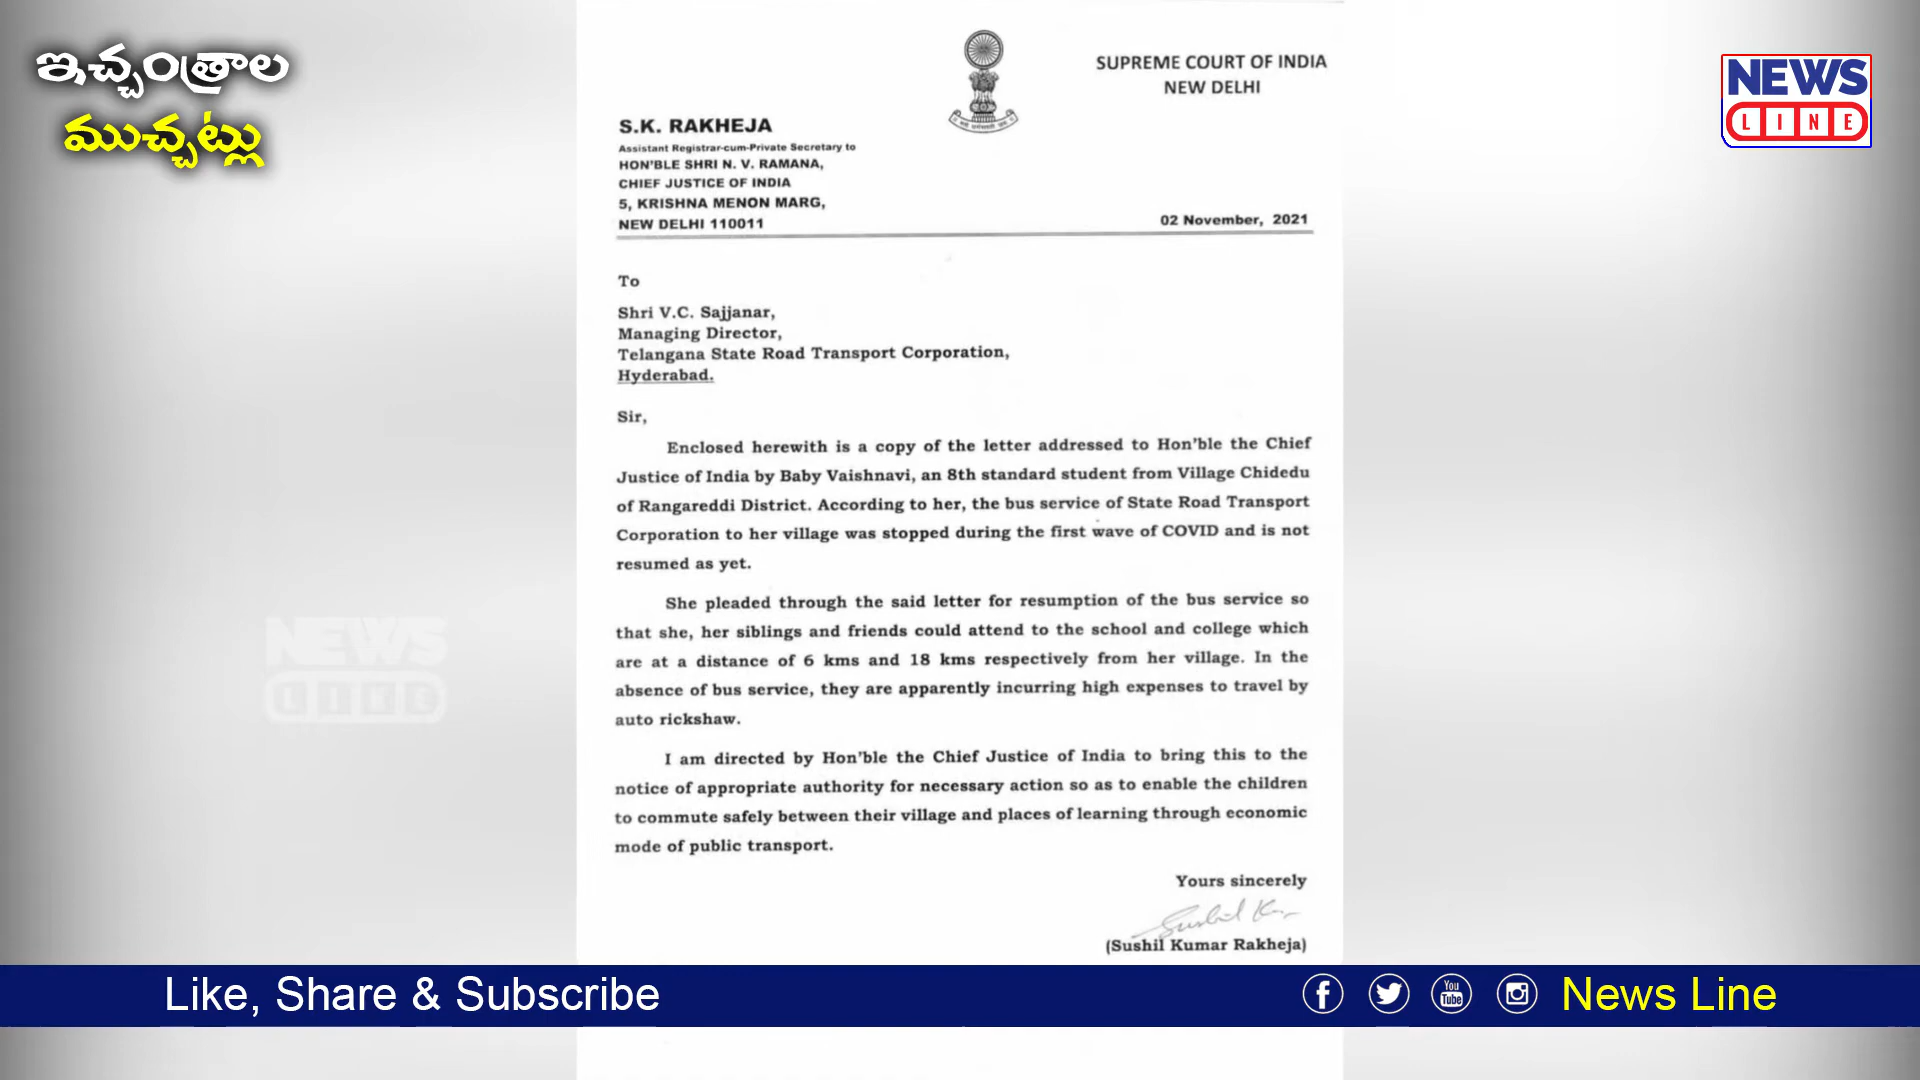 ఇచ్చంత్రాల
ముచ్చట్లు
NEWS
LINE
SUPREME COURT OF INDIA
NEW DELHI
S.K. RAKHEJA
Assistant Registrar-cum-Private Secretary to
HON'BLE SHRI N. V. RAMANA,
CHIEF JUSTICE OF INDIA
5, KRISHNA MENON MARG,
NEW DELHI 110011
02 November, 2021
To
Shri V.C. Sajjanar,
Managing Director,
Telangana State Road Transport Corporation,
Hyderabad.
Sir,
Enclosed herewith is a copy of the letter addressed to Hon'ble the Chief
Justice of India by Baby Vaishnavi, an 8th standard student from Village Chidedu
of Rangareddi District. According to her, the bus service of State Road Transport
Corporation to her village was stopped during the first wave of COVID and is not
resumed as yet.
She pleaded through the said letter for resumption of the bus service so
that she, her siblings and friends could attend to the school and college which
are at a distance of 6 kms and 18 kms respectively from her village. In the
absence of bus service, they are apparently incurring high expenses to travel by
auto rickshaw.
I am directed by Hon'ble the Chief Justice of India to bring this to the
notice of appropriate authority for necessary action so as to enable the children
to commute safely between their village and places of learning through economic
mode of public transport.
Yours sincerely
Sushil K
(Sushil Kumar Rakheja)
NEWS
LINE
Like, Share & Subscribe
You
Tube
News Line